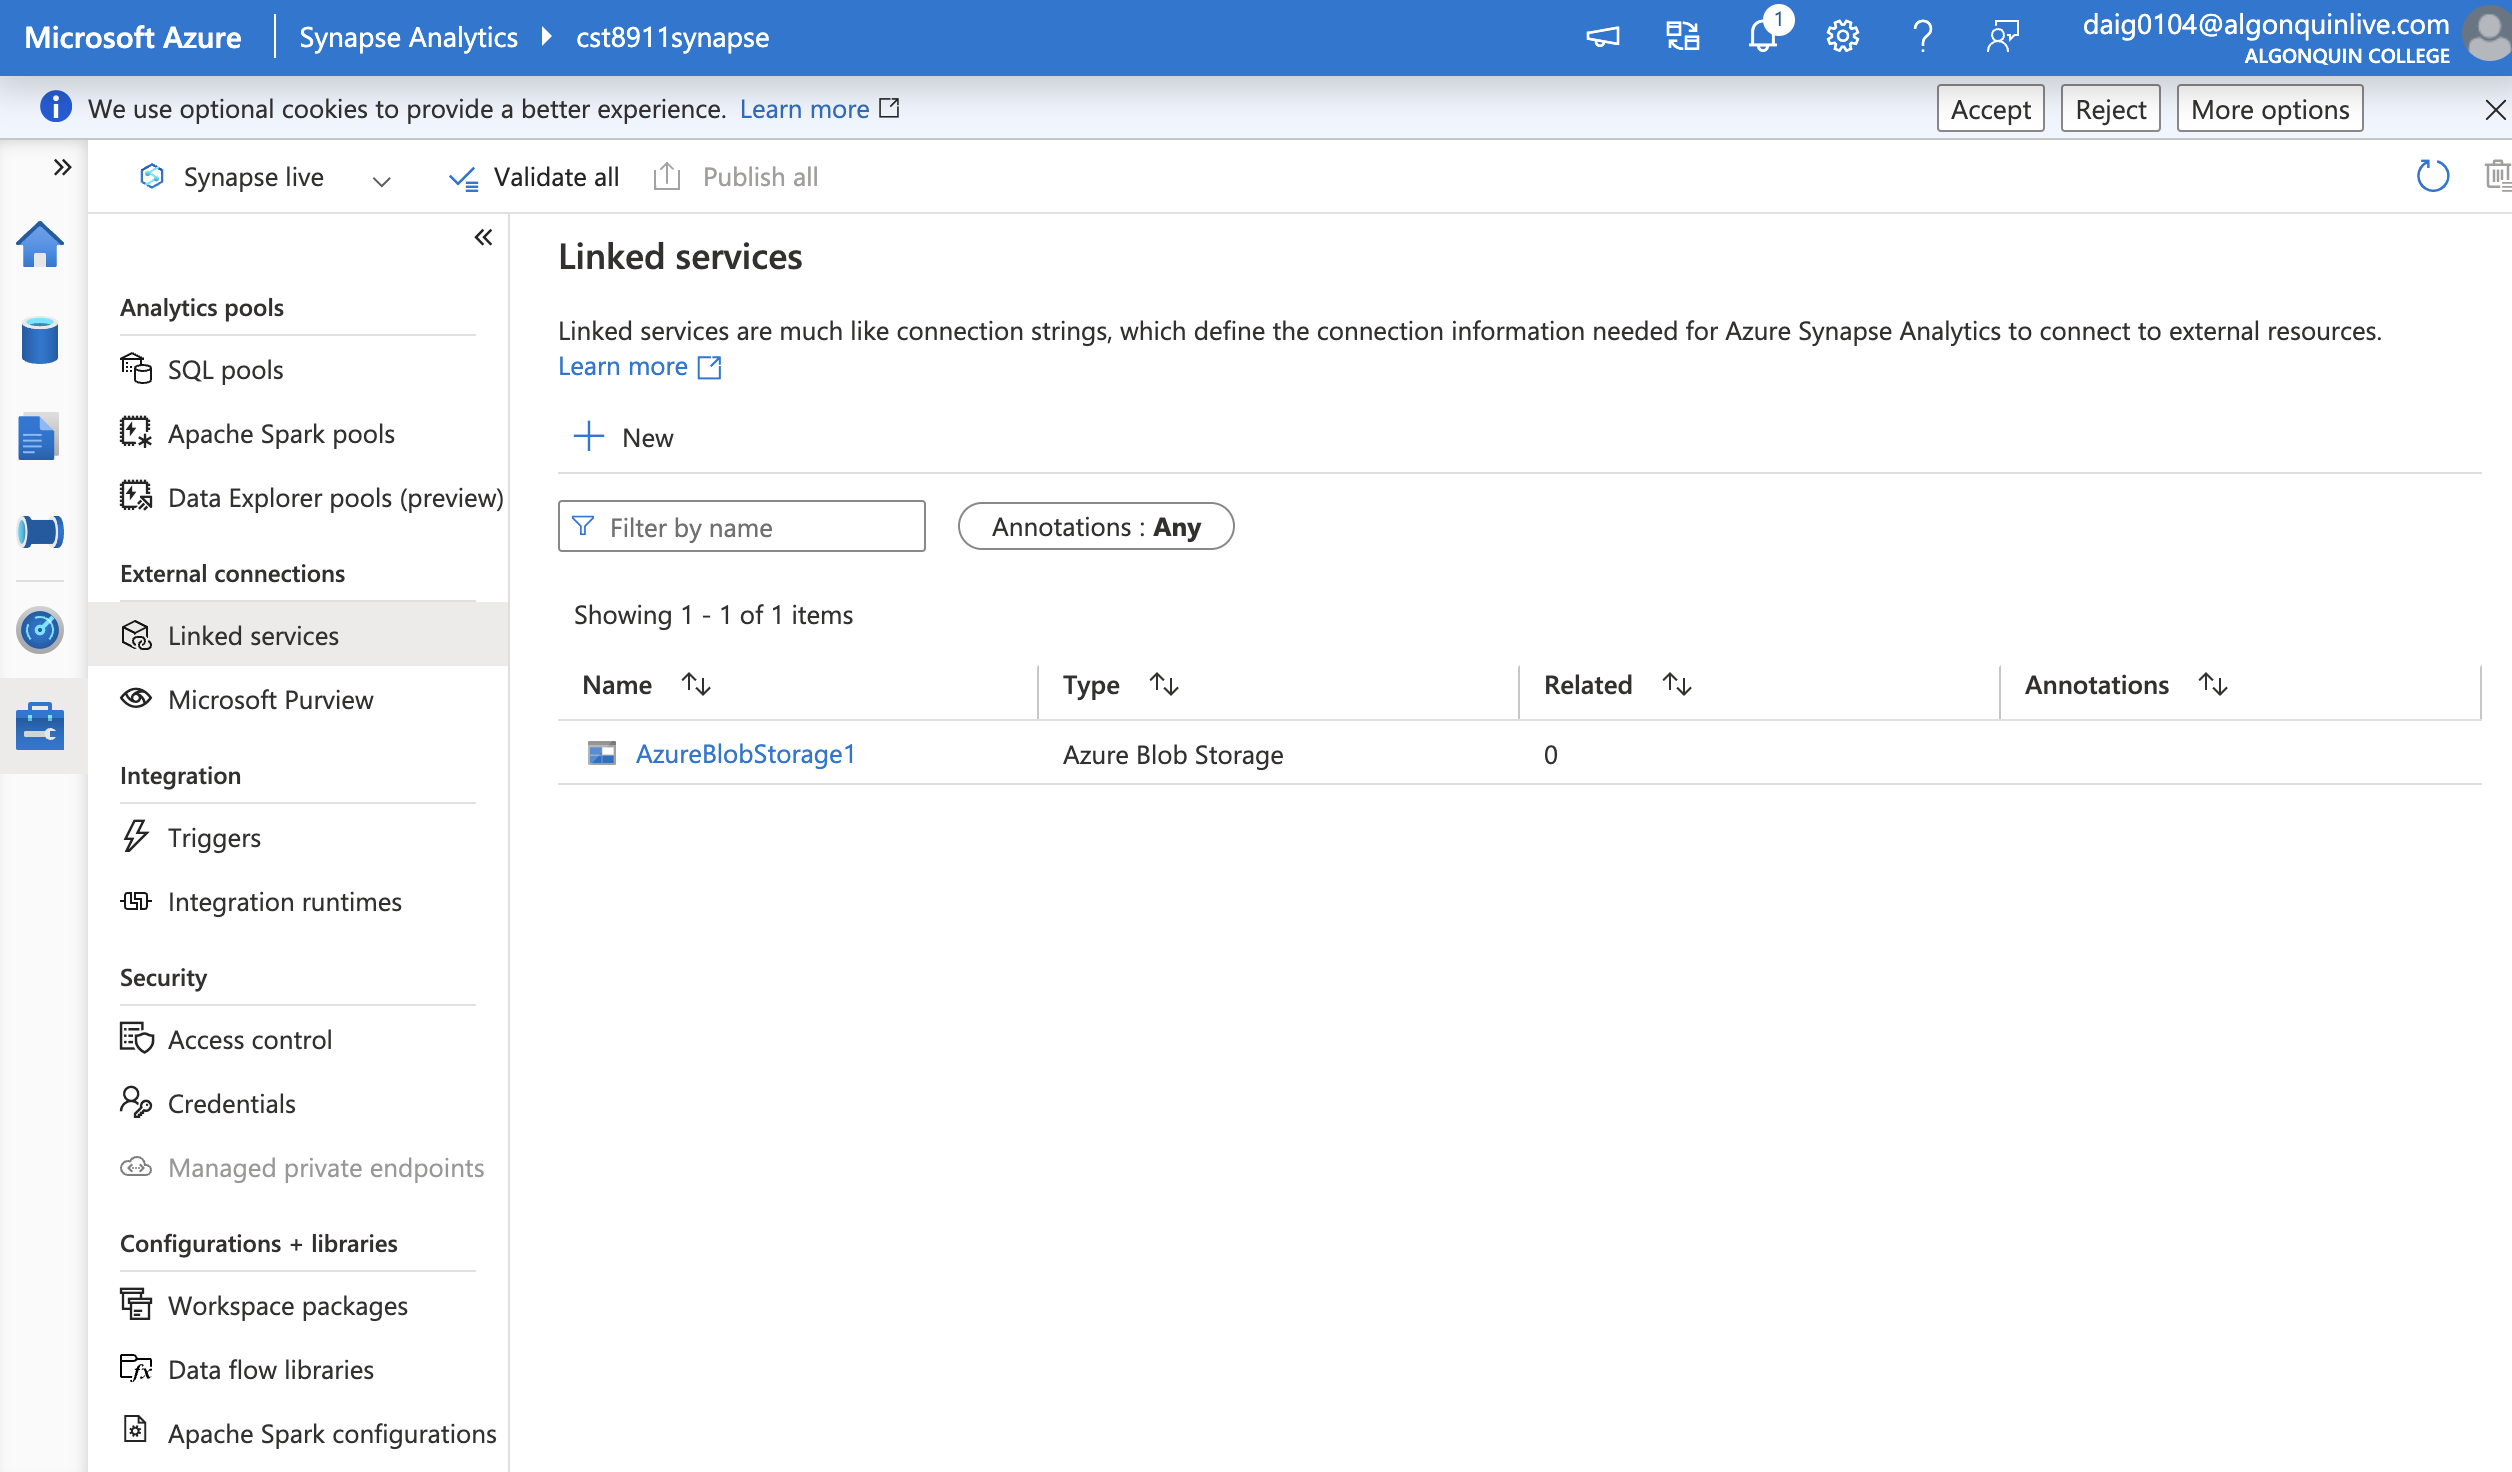 Microsoft Azure
Synapse Analytics
cst8911synapse
1
daig0104@algonquinlive.com
ALGONQUIN COLLEGE
We use optional cookies to provide a better experience. Learn more
Accept
Reject
More options
Synapse live
Validate all
Publish all
Analytics pools
SQL pools
Apache Spark pools
Data Explorer pools (preview)
External connections
Linked services
Microsoft Purview
Integration
Triggers
Integration runtimes
Security
Access control
Credentials
Managed private endpoints
Configurations + libraries
Workspace packages
Data flow libraries
Apache Spark configurations
Linked services
Linked services are much like connection strings, which define the connection information needed for Azure Synapse Analytics to connect to external resources.
Learn more
New
Filter by name
Annotations : Any
Showing 1 - 1 of 1 items
Name Type Related Annotations
AzureBlobStorage1 Azure Blob Storage 0